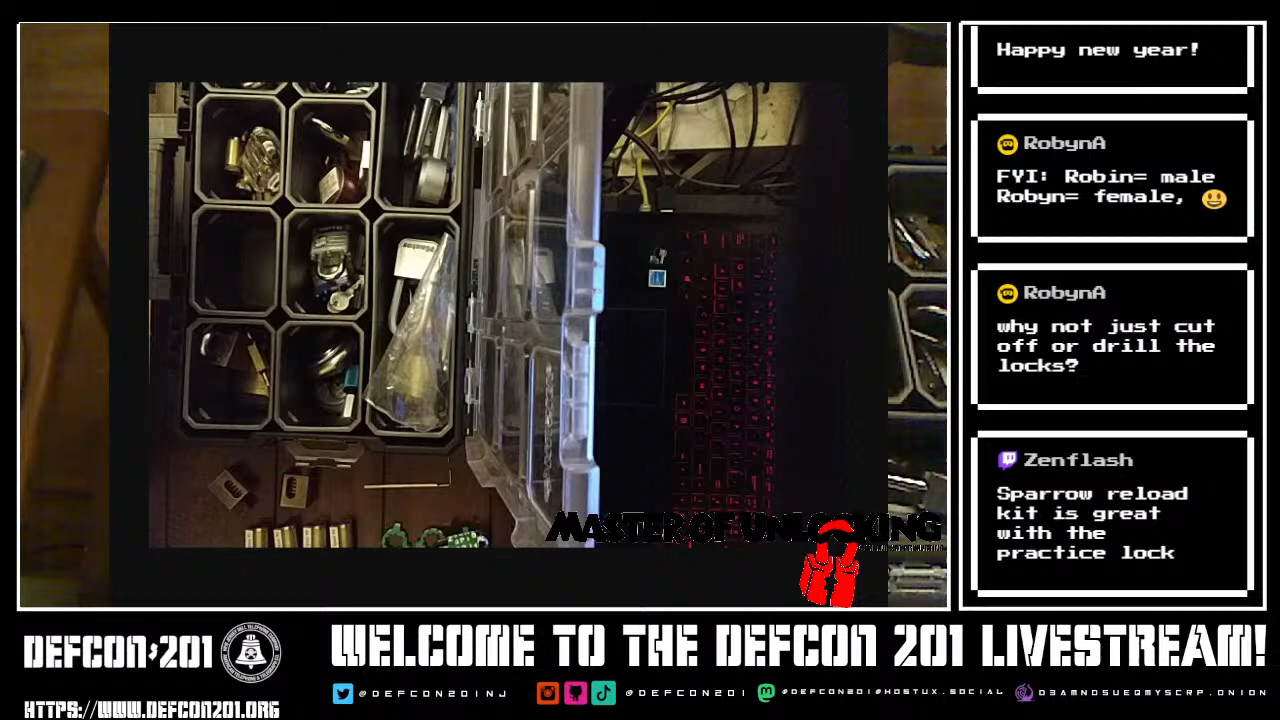 Happy new year!
RobynA
FYI: Robin= male
Robyn= female, 😃
RobynA
why not just cut
off or drill the
locks?
Zenflash
Sparrow reload
kit is great
with the
practice lock
Master
MASTER OF UNLOCKING
DEFCON201
WELCOME TO THE DEFCON 201 LIVESTREAM!
@DEFCON201NJ
@DEFCON201
@DEFCON201@HOSTUX.SOCIAL
HTTPS://WWW.DEFCON201.ORG